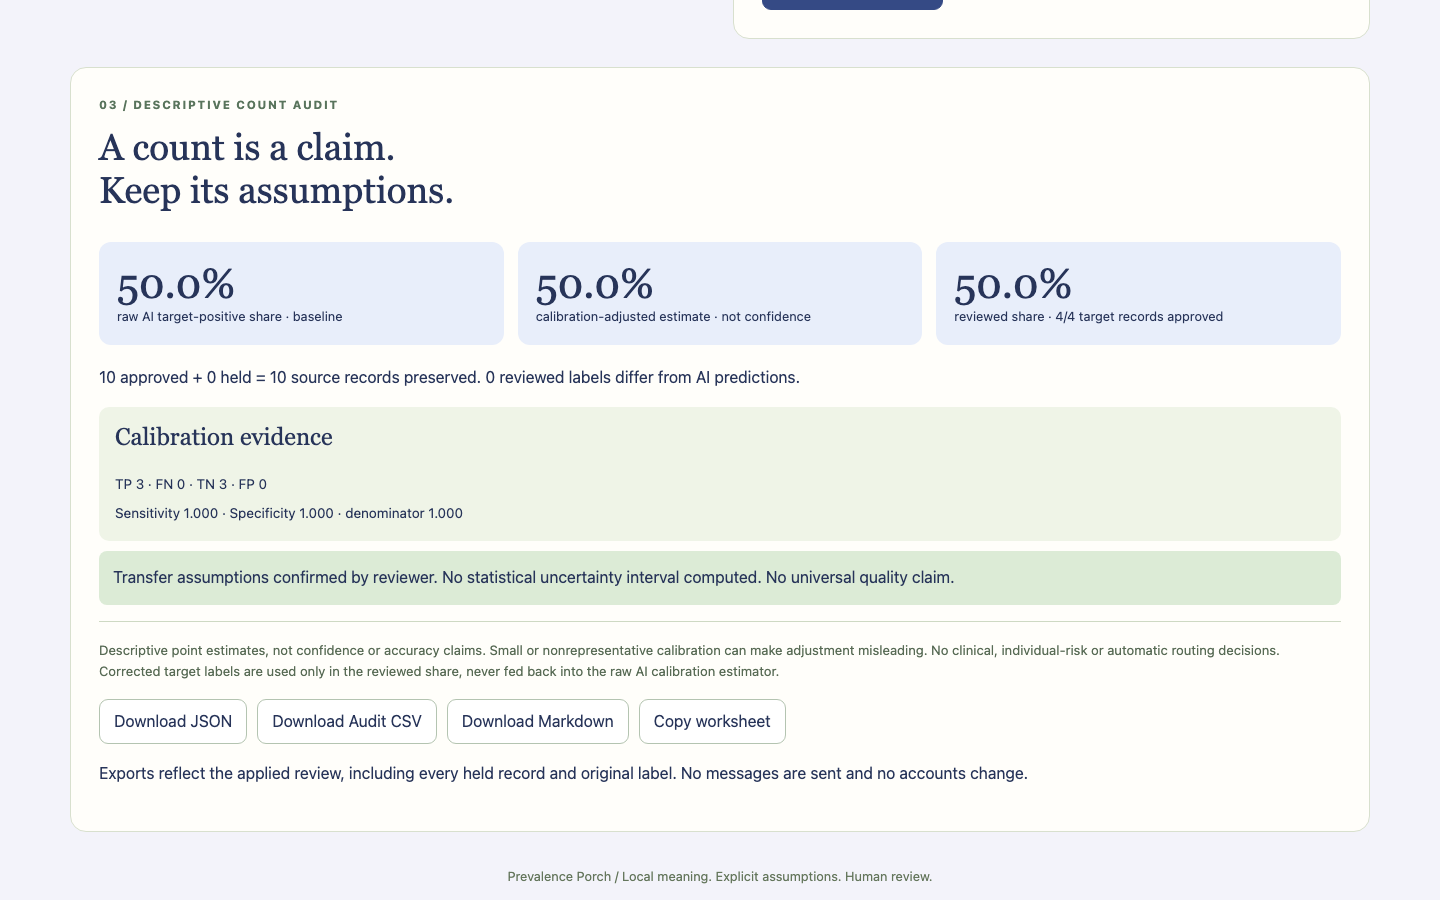 03 / DESCRIPTIVE COUNT AUDIT
A count is a claim.
Keep its assumptions.
50.0%
raw AI target-positive share · baseline
50.0%
calibration-adjusted estimate · not confidence
50.0%
reviewed share · 4/4 target records approved
10 approved + 0 held = 10 source records preserved. 0 reviewed labels differ from AI predictions.
Calibration evidence
TP 3 · FN 0 · TN 3 · FP 0
Sensitivity 1.000 · Specificity 1.000 · denominator 1.000
Transfer assumptions confirmed by reviewer. No statistical uncertainty interval computed. No universal quality claim.
Descriptive point estimates, not confidence or accuracy claims. Small or nonrepresentative calibration can make adjustment misleading. No clinical, individual-risk or automatic routing decisions.
Corrected target labels are used only in the reviewed share, never fed back into the raw AI calibration estimator.
Download JSON
Download Audit CSV
Download Markdown
Copy worksheet
Exports reflect the applied review, including every held record and original label. No messages are sent and no accounts change.
Prevalence Porch / Local meaning. Explicit assumptions. Human review.